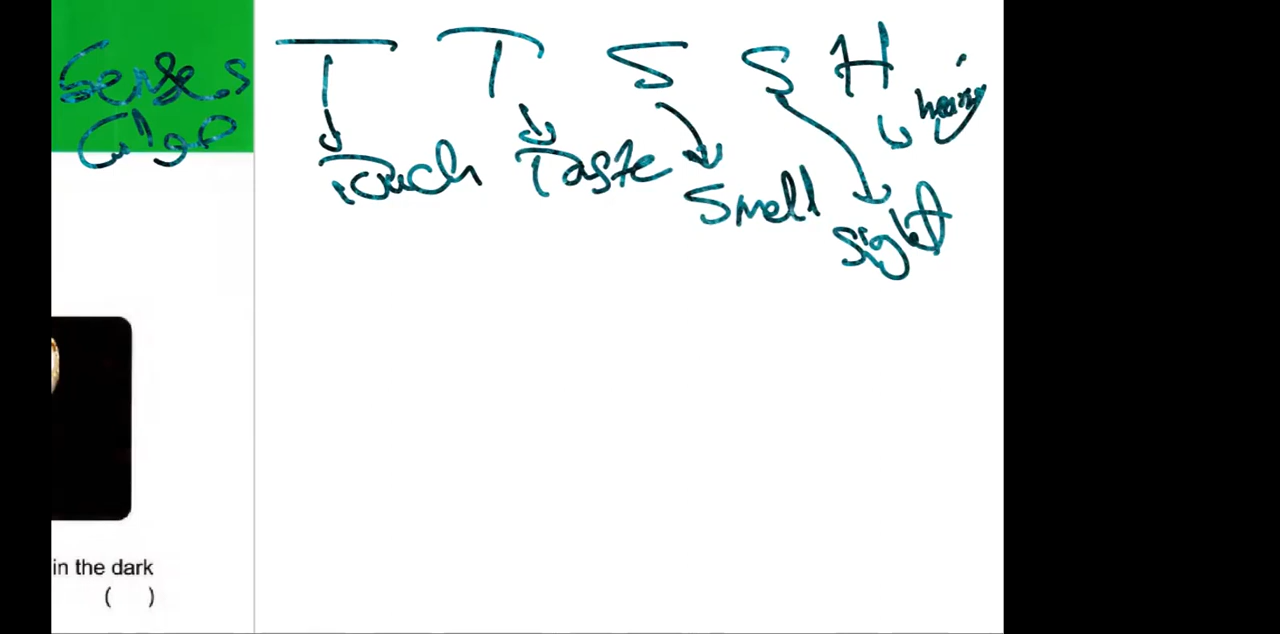 Senses
T T S S H
hearing
Touch Taste Smell
sight
in the dark
( )